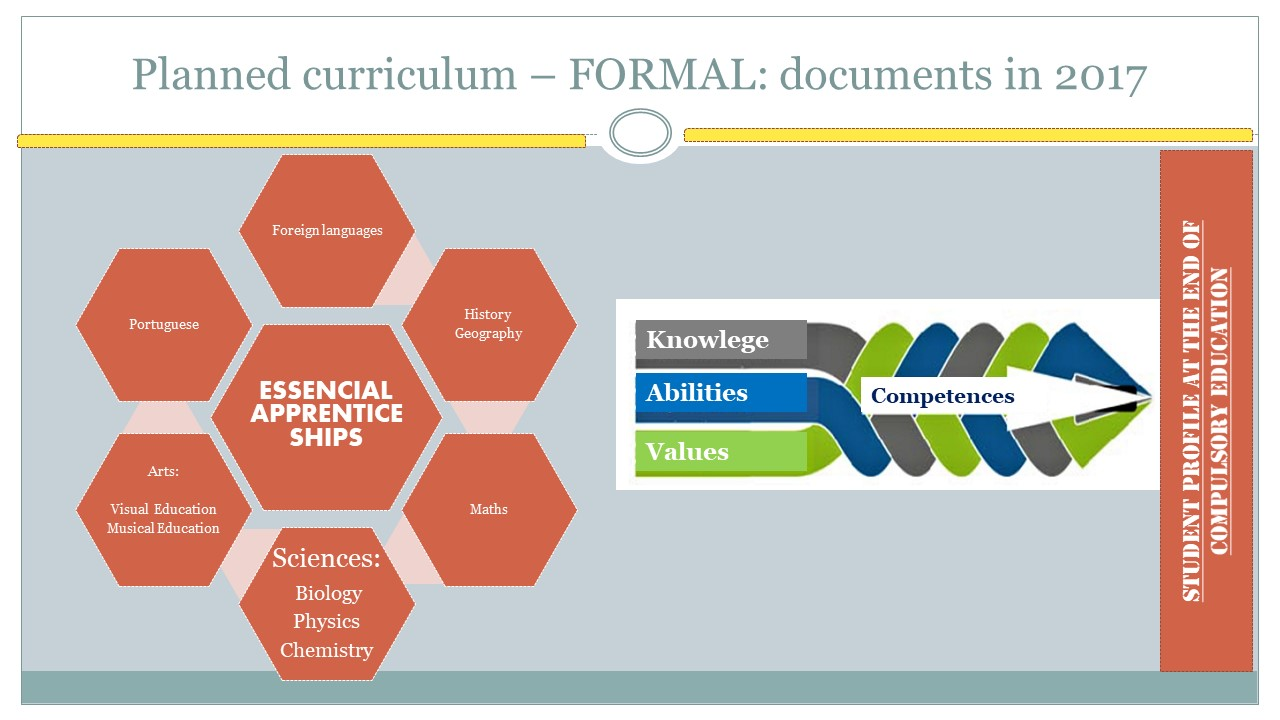 Planned curriculum – FORMAL: documents in 2017
Foreign languages
Portuguese
History
Geography
ESSENCIAL
APPRENTICE
SHIPS
Arts:
Visual Education
Musical Education
Maths
Sciences:
Biology
Physics
Chemistry
Knowlege
Abilities
Values
Competences
STUDENT PROFILE AT THE END OF
COMPULSORY EDUCATION